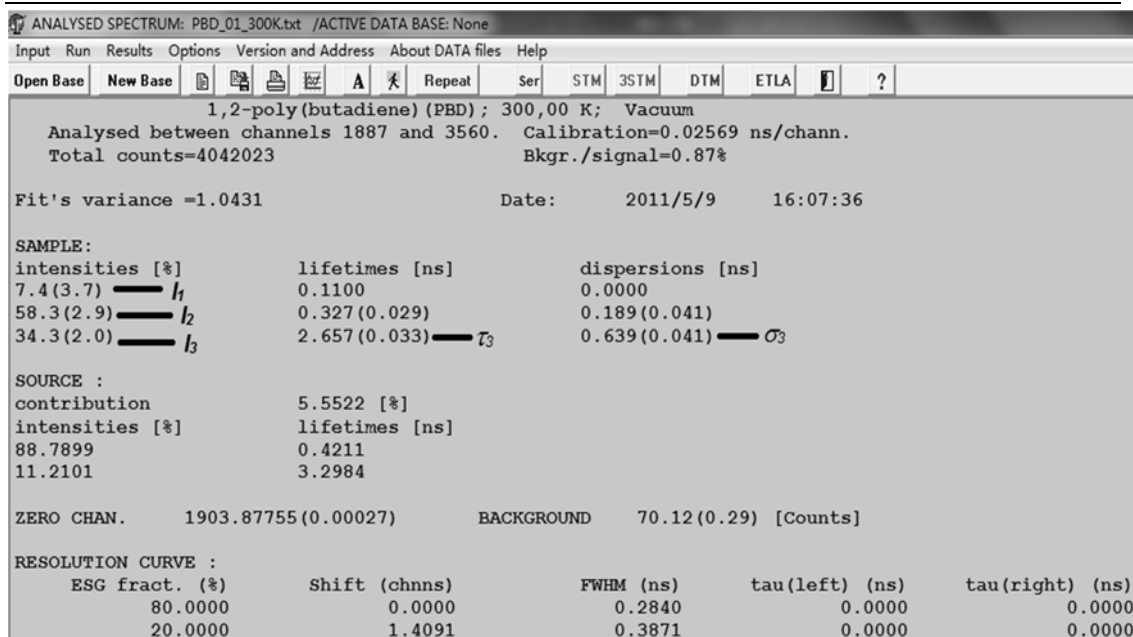 ANALYSED SPECTRUM: PBD_01_300K.txt /ACTIVE DATA BASE: None
Input Run Results Options Version and Address About DATA files Help
Open Base New Base A Repeat Ser STM 3STM DTM ETLA ?
1,2-poly(butadiene)(PBD); 300,00 K; Vacuum
Analysed between channels 1887 and 3560. Calibration=0.02569 ns/chann.
Total counts=4042023 Bkgr./signal=0.87%
Fit's variance =1.0431 Date: 2011/5/9 16:07:36
SAMPLE:
intensities [%] lifetimes [ns] dispersions [ns]
7.4(3.7) I1 0.1100 0.0000
58.3(2.9) I2 0.327(0.029) 0.189(0.041)
34.3(2.0) I3 2.657(0.033) τ3 0.639(0.041) σ3
SOURCE :
contribution 5.5522 [%]
intensities [%] lifetimes [ns]
88.7899 0.4211
11.2101 3.2984
ZERO CHAN. 1903.87755(0.00027) BACKGROUND 70.12(0.29) [Counts]
RESOLUTION CURVE :
ESG fract. (%) Shift (chnns) FWHM (ns) tau(left) (ns) tau(right) (ns)
80.0000 0.0000 0.2840 0.0000 0.0000
20.0000 1.4091 0.3871 0.0000 0.0000